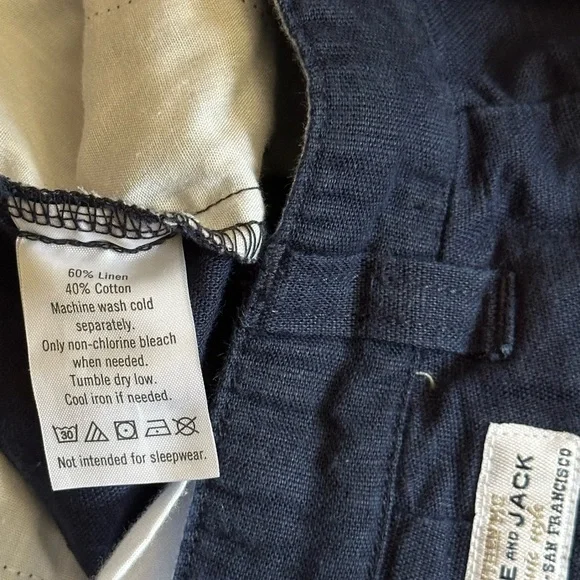 60% Linen
40% Cotton
Machine wash cold
separately.
Only non-chlorine bleach
when needed.
Tumble dry low.
Cool iron if needed.
30
Not intended for sleepwear.
E AND JACK
-SAN FRANCISCO